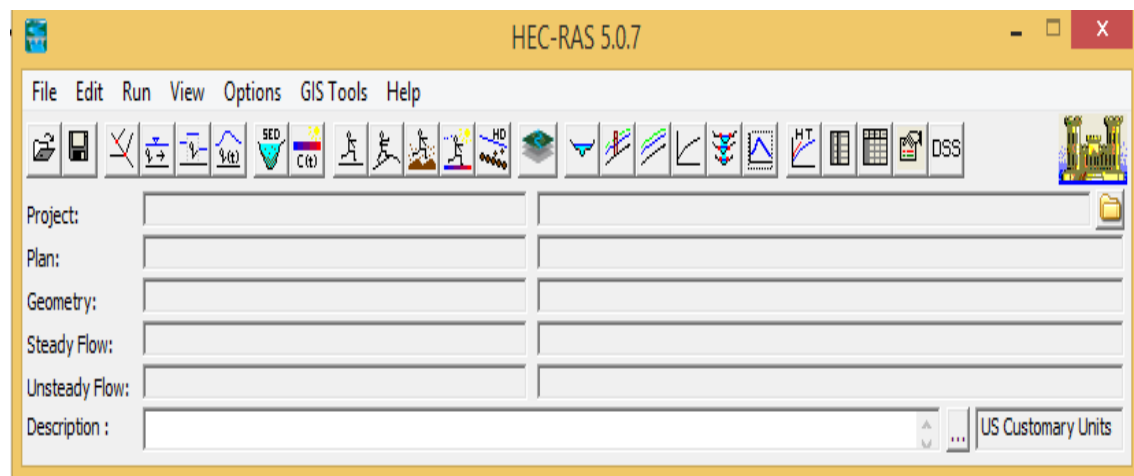 HEC-RAS 5.0.7
File Edit Run View Options GIS Tools Help
SED C(t) HD HT DSS
Project:
Plan:
Geometry:
Steady Flow:
Unsteady Flow:
Description : ... US Customary Units